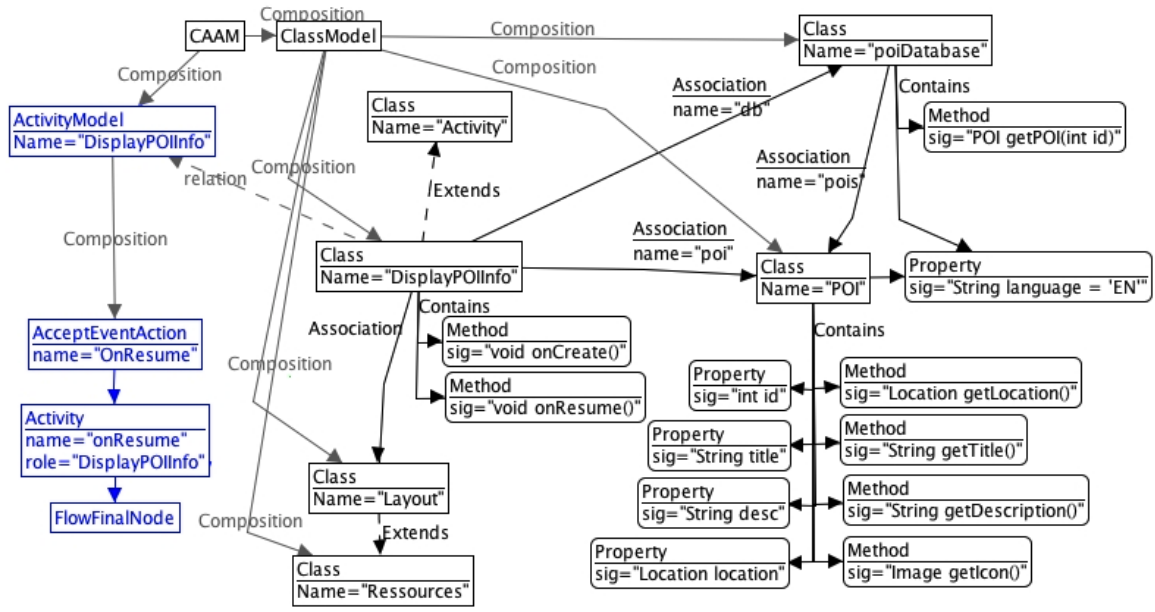 Composition
CAAM
ClassModel
Composition
Class
Name="poiDatabase"
Composition
Composition
Association
name="db"
Contains
Class
Name="Activity"
Method
sig="POI getPOI(int id)"
ActivityModel
Name="DisplayPOIInfo"
relation
Composition
Extends
Association
name="pois"
Composition
Association
name="poi"
Class
Name="DisplayPOIInfo"
Class
Name="POI"
Property
sig="String language = 'EN'"
Contains
Association
Method
sig="void onCreate()"
Contains
AcceptEventAction
name="OnResume"
Composition
Method
sig="void onResume()"
Property
sig="int id"
Method
sig="Location getLocation()"
Activity
name="onResume"
role="DisplayPOIInfo"
Property
sig="String title"
Method
sig="String getTitle()"
Class
Name="Layout"
Property
sig="String desc"
Method
sig="String getDescription()"
FlowFinalNode
Composition
Extends
Class
Name="Ressources"
Property
sig="Location location"
Method
sig="Image getIcon()"